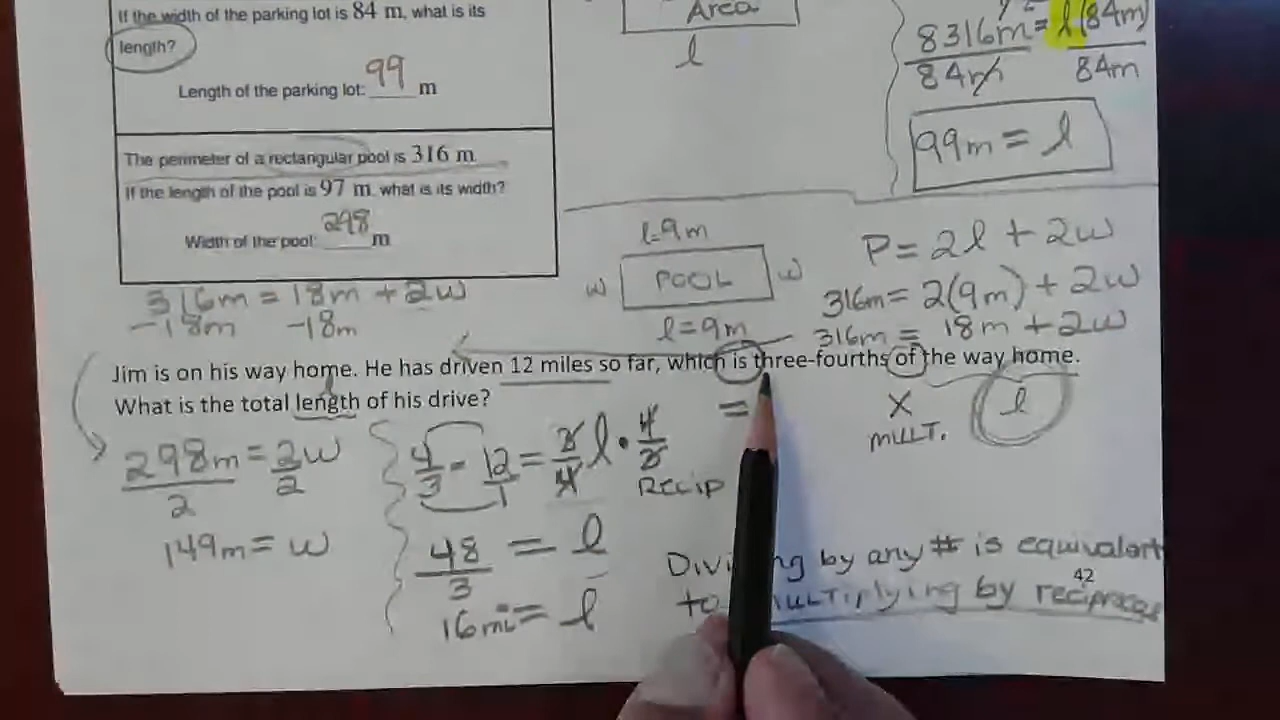 If the width of the parking lot is 84 m, what is its
length?
Length of the parking lot: 99 m
The perimeter of a rectangular pool is 316 m
If the length of the pool is 97 m. what is its width?
Width of the pool: 298 m
Area
l
8316m = l(84m)
84m 84m
99m = l
316m = 18m + 2w
-18m -18m
l=9m
w POOL w
l=9m
P = 2l + 2w
316m = 2(9m) + 2w
316m = 18m + 2w
Jim is on his way home. He has driven 12 miles so far, which is three-fourths of the way home.
What is the total length of his drive?
= X l
MULT.
298m = 2w
2 2
149m = w
4/3 · 12/1 = 3/4 l · 4/3
RECIP
48/3 = l
16mi = l
Dividing by any # is equivalent
to multiplying by reciprocal
42